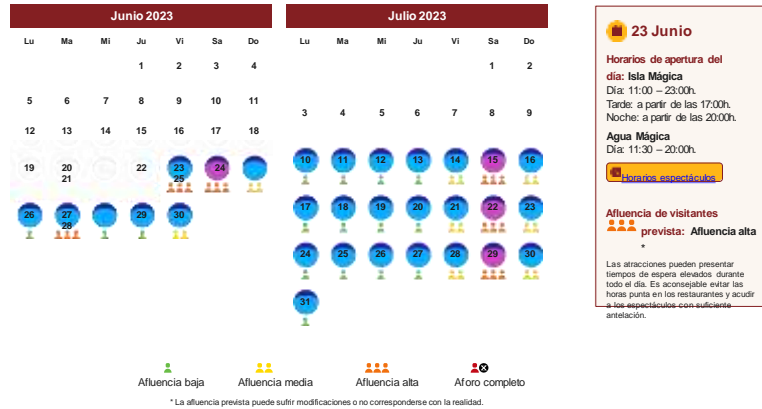 Junio 2023
Lu Ma Mi Ju Vi Sa Do
1 2 3 4
5 6 7 8 9 10 11
12 13 14 15 16 17 18
19 20 21 22 23 24 25
26 27 28 29 30
Julio 2023
Lu Ma Mi Ju Vi Sa Do
1 2
3 4 5 6 7 8 9
10 11 12 13 14 15 16
17 18 19 20 21 22 23
24 25 26 27 28 29 30
31
23 Junio
Horarios de apertura del
día: Isla Mágica
Día: 11:00 – 23:00h.
Tarde: a partir de las 17:00h.
Noche: a partir de las 20:00h.
Agua Mágica
Día: 11:30 – 20:00h.
Horarios espectáculos
Afluencia de visitantes
prevista: Afluencia alta
*
Las atracciones pueden presentar
tiempos de espera elevados durante
todo el día. Es aconsejable evitar las
horas punta en los restaurantes y acudir
a los espectáculos con suficiente
antelación.
Afluencia baja
Afluencia media
Afluencia alta
Aforo completo
* La afluencia prevista puede sufrir modificaciones o no corresponderse con la realidad.